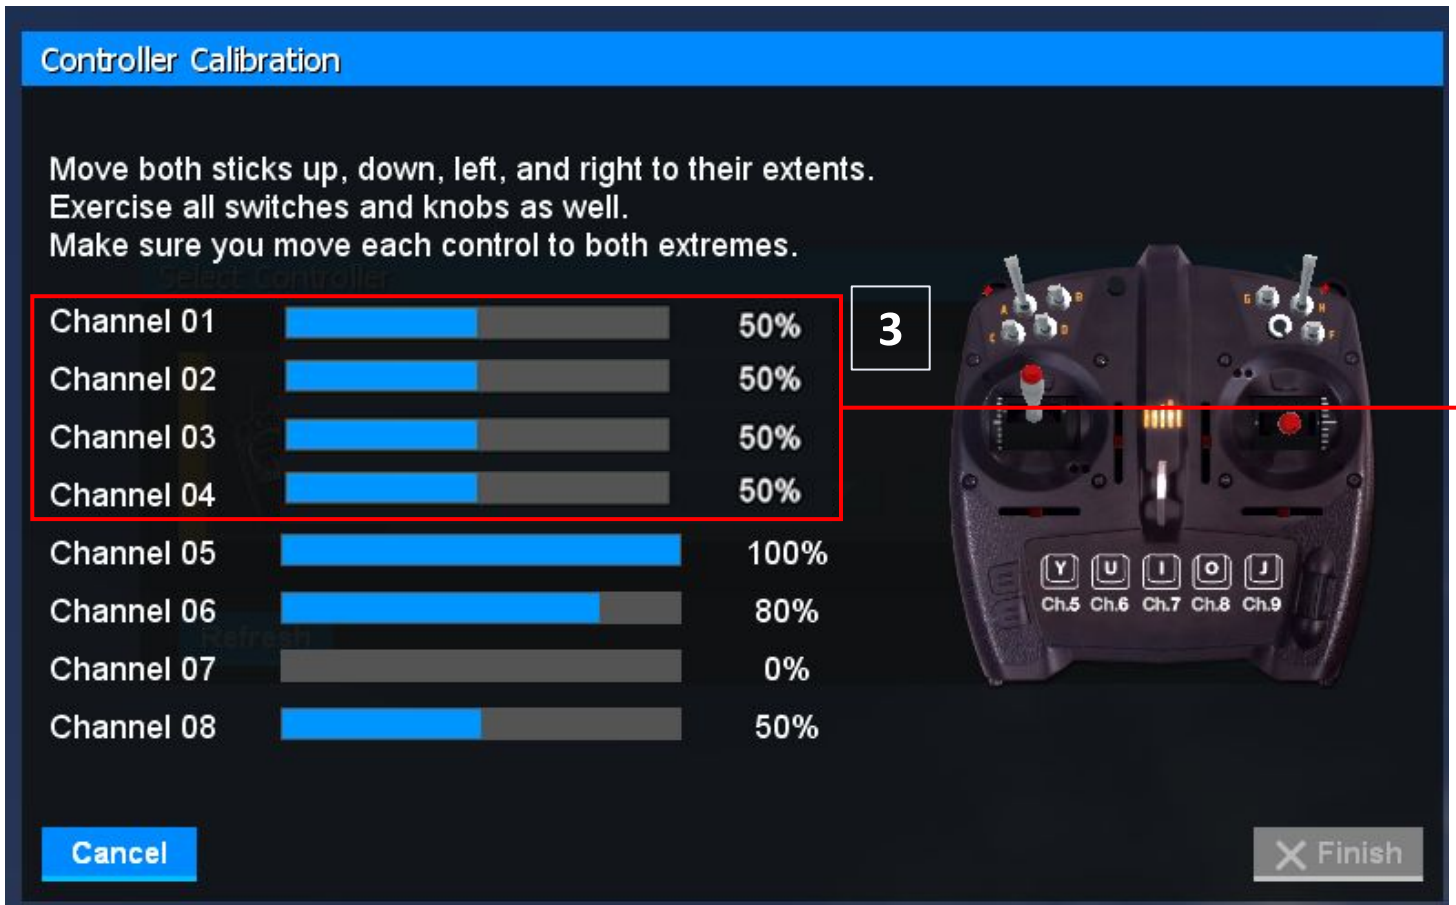 Controller Calibration
Move both sticks up, down, left, and right to their extents.
Exercise all switches and knobs as well.
Make sure you move each control to both extremes.
Select Controller
Channel 01 50%
3
Channel 02 50%
Channel 03 50%
Channel 04 50%
Channel 05 100%
Channel 06 80%
Refresh
Channel 07 0%
Channel 08 50%
A B C D G H F
Y U I O J
Ch.5 Ch.6 Ch.7 Ch.8 Ch.9
Cancel
X Finish